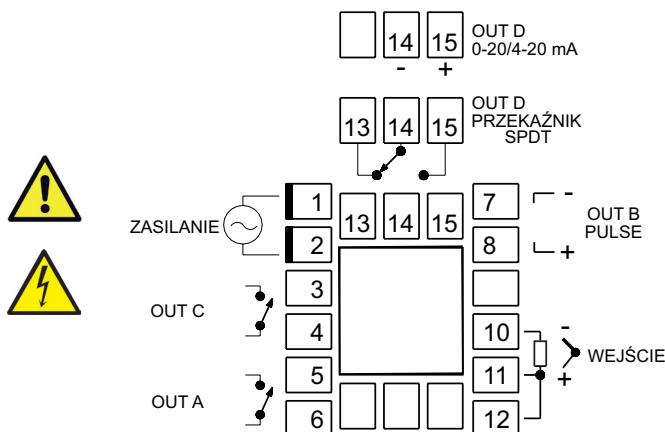 OUT D
14 15 0-20/4-20 mA
- +
OUT D
13 14 15 PRZEKAŹNIK
SPDT
ZASILANIE
1
2
13 14 15
7 -
8 +
OUT B
PULSE
OUT C
3
4
10 -
11 +
12
WEJŚCIE
OUT A
5
6